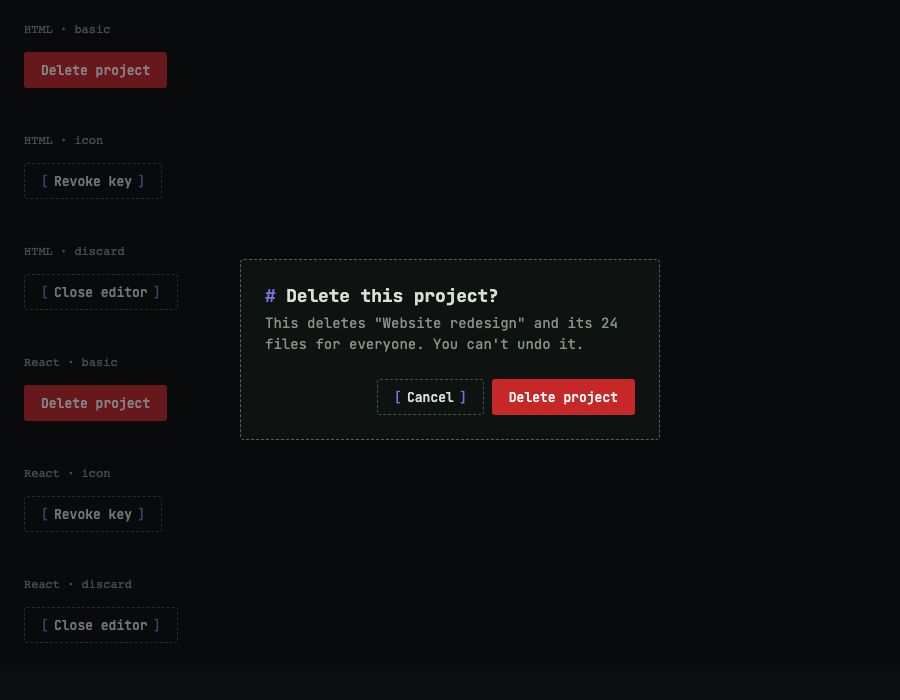 HTML · basic
Delete project
HTML · icon
[ Revoke key ]
HTML · discard
[ Close editor ]
# Delete this project?
This deletes "Website redesign" and its 24
files for everyone. You can't undo it.
[ Cancel ] Delete project
React · basic
Delete project
React · icon
[ Revoke key ]
React · discard
[ Close editor ]